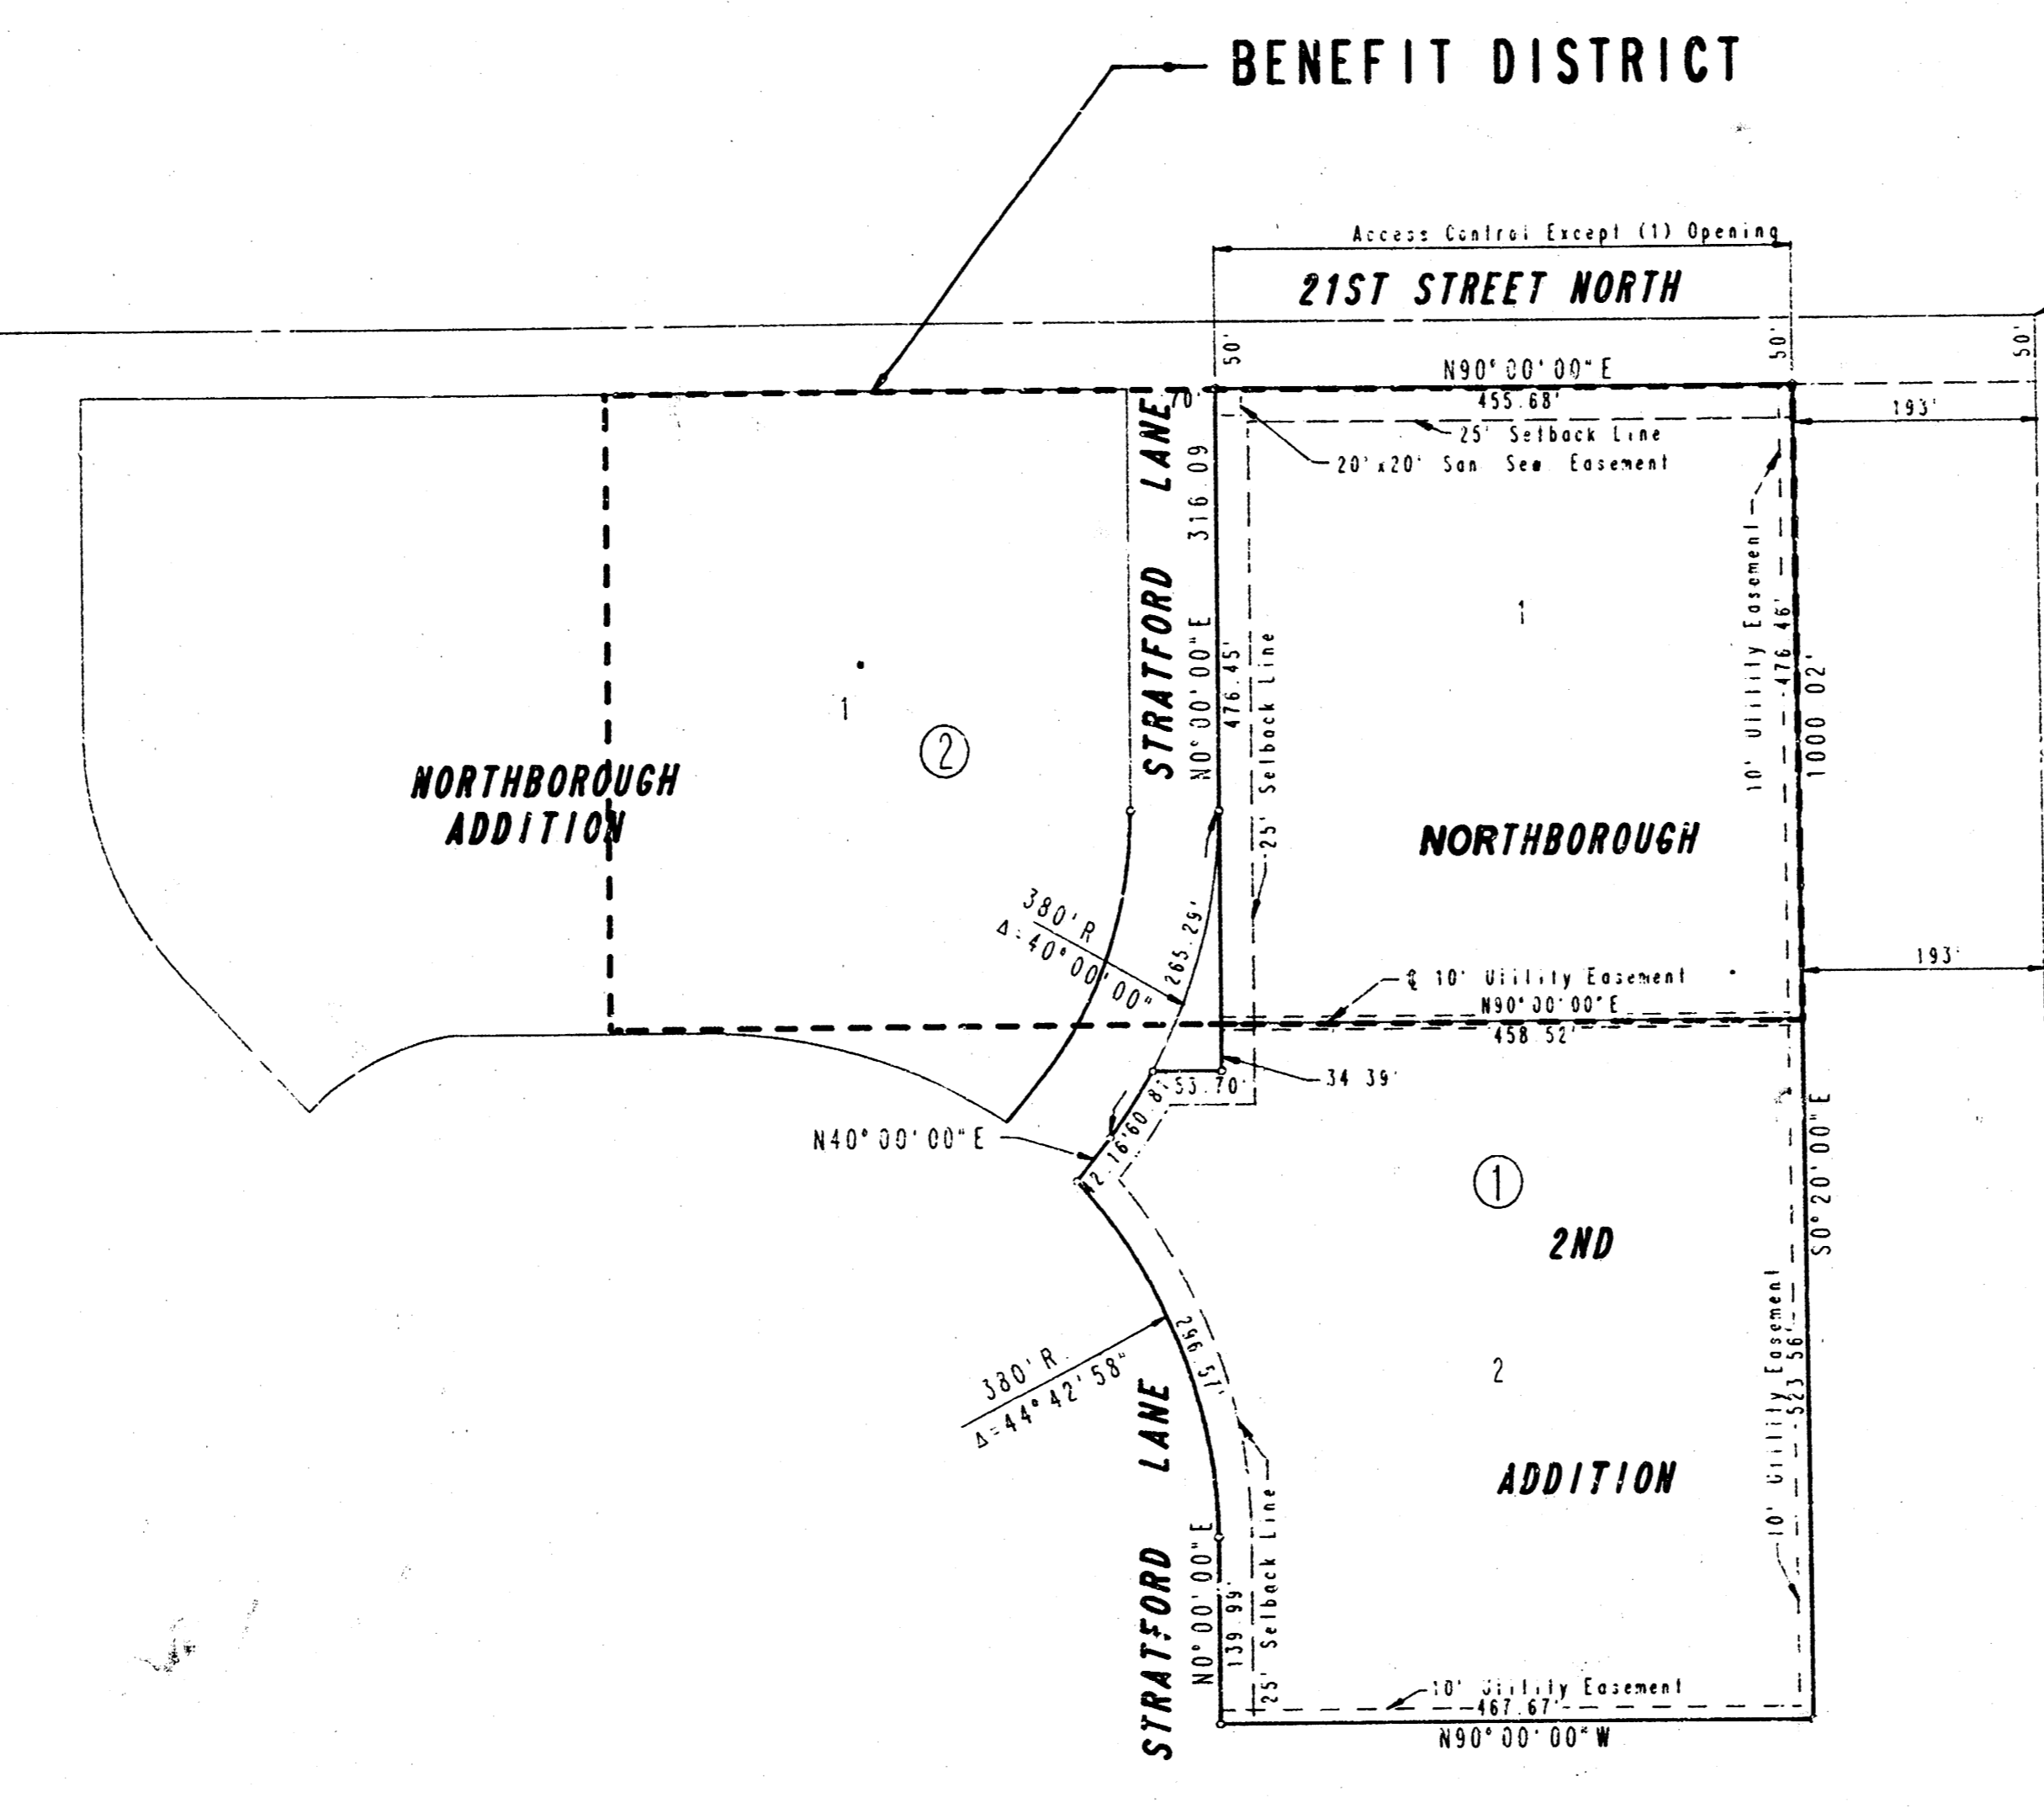 BENEFIT DISTRICT
Access Control Except (1) Opening
21ST STREET NORTH
50'
50'
50'
N90°00'00"E
455.68'
70'
193'
25' Setback Line
20'x20' San. Sew. Easement
STRATFORD LANE
316.09
N0°00'00"E
476.45'
25' Setback Line
10' Utility Easement
476.46'
1000.02'
1
1
2
NORTHBOROUGH
ADDITION
NORTHBOROUGH
380' R
Δ=40°00'00"
265.29'
193'
℄ 10' Utility Easement
N90°00'00"E
458.52'
34.39'
53.70'
60.81'
N40°00'00"E
1
S0°20'00"E
2ND
296.57'
380' R.
Δ=44°42'58"
2
10' Utility Easement
523.56'
ADDITION
STRATFORD LANE
N0°00'00"E
139.99'
25' Setback Line
10' Utility Easement
467.67'
N90°00'00"W